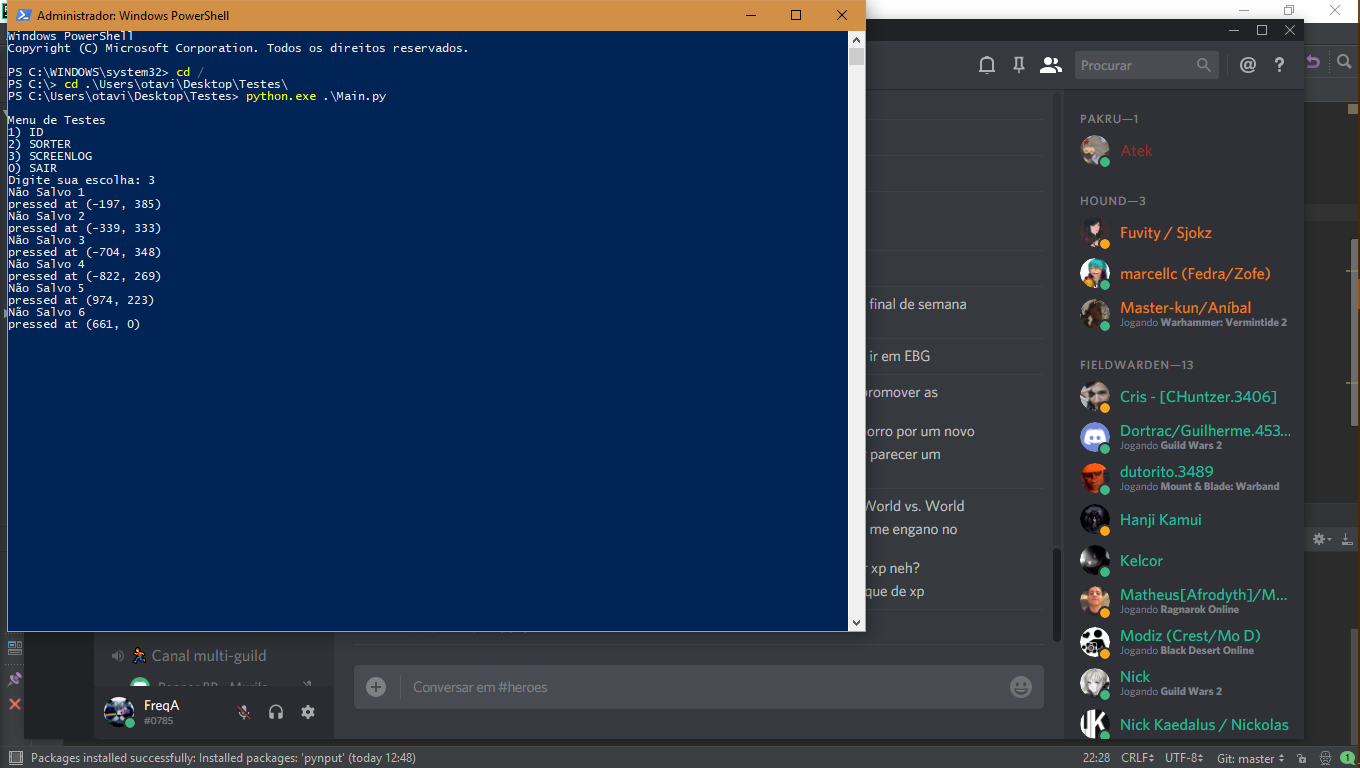 Administrador: Windows PowerShell
Windows PowerShell
Copyright (C) Microsoft Corporation. Todos os direitos reservados.
PS C:\WINDOWS\system32> cd /
PS C:\> cd .\Users\otavi\Desktop\Testes\
PS C:\Users\otavi\Desktop\Testes> python.exe .\Main.py
Menu de Testes
1) ID
2) SORTER
3) SCREENLOG
0) SAIR
Digite sua escolha: 3
Não Salvo 1
pressed at (-197, 385)
Não Salvo 2
pressed at (-339, 333)
Não Salvo 3
pressed at (-704, 348)
Não Salvo 4
pressed at (-822, 269)
Não Salvo 5
pressed at (974, 223)
Não Salvo 6
pressed at (661, 0)
Procurar
final de semana
ir em EBG
promover as
orro por um novo
parecer um
World vs. World
me engano no
xp neh?
que de xp
PAKRU—1
Atek
HOUND—3
Fuvity / Sjokz
marcellc (Fedra/Zofe)
Master-kun/Aníbal
Jogando Warhammer: Vermintide 2
FIELDWARDEN—13
Cris - [CHuntzer.3406]
Dortrac/Guilherme.453...
Jogando Guild Wars 2
dutorito.3489
Jogando Mount & Blade: Warband
Hanji Kamui
Kelcor
Matheus[Afrodyth]/M...
Jogando Ragnarok Online
Modiz (Crest/Mo D)
Jogando Black Desert Online
Nick
Jogando Guild Wars 2
Nick Kaedalus / Nickolas
Canal multi-guild
FreqA
#0785
Conversar em #heroes
Packages installed successfully: Installed packages: 'pynput' (today 12:48)
22:28 CRLF UTF-8 Git: master 1